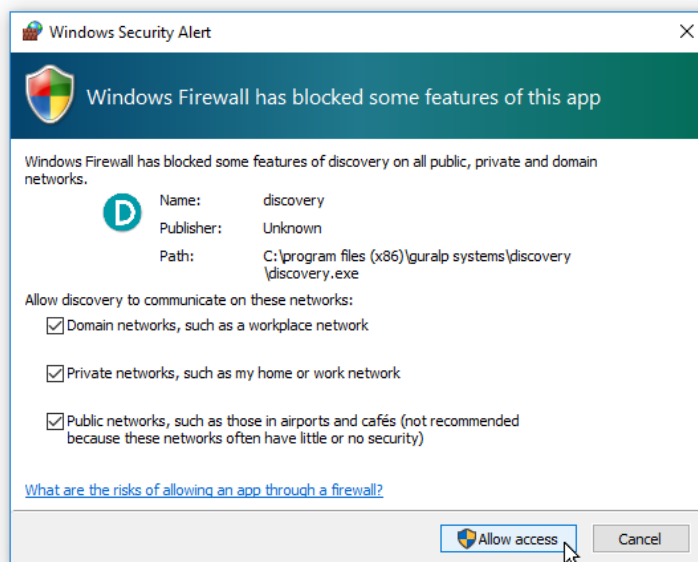 Windows Security Alert
Windows Firewall has blocked some features of this app
Windows Firewall has blocked some features of discovery on all public, private and domain
networks.
D
Name: discovery
Publisher: Unknown
Path: C:\program files (x86)\guralp systems\discovery
\discovery.exe
Allow discovery to communicate on these networks:
Domain networks, such as a workplace network
Private networks, such as my home or work network
Public networks, such as those in airports and cafés (not recommended
because these networks often have little or no security)
What are the risks of allowing an app through a firewall?
Allow access Cancel